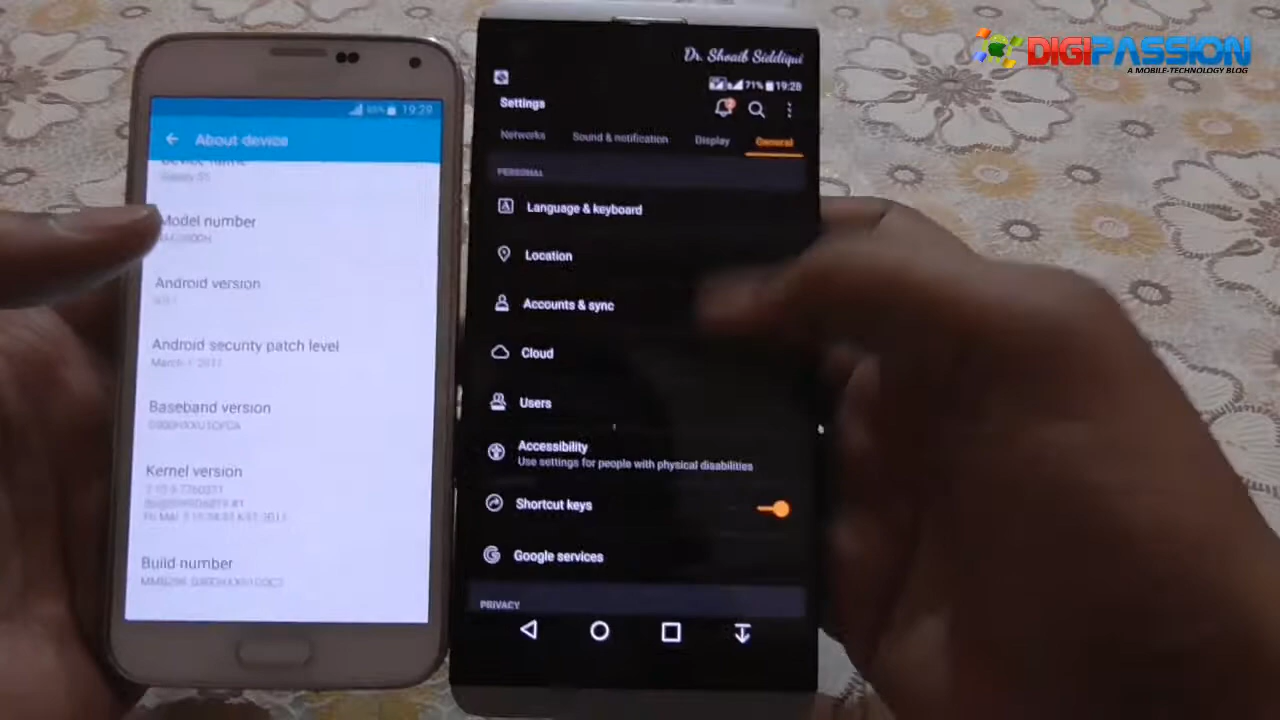 DIGIPASSION
A MOBILE-TECHNOLOGY BLOG
19:29
About device
Galaxy S5
Model number
Android version
Android security patch level
March 1, 2017
Baseband version
Kernel version
Build number
Dr. Shoaib Siddiqui
71% 19:28
Settings
Networks Sound & notification Display General
PERSONAL
Language & keyboard
Location
Accounts & sync
Cloud
Users
Accessibility
Use settings for people with physical disabilities
Shortcut keys
Google services
PRIVACY